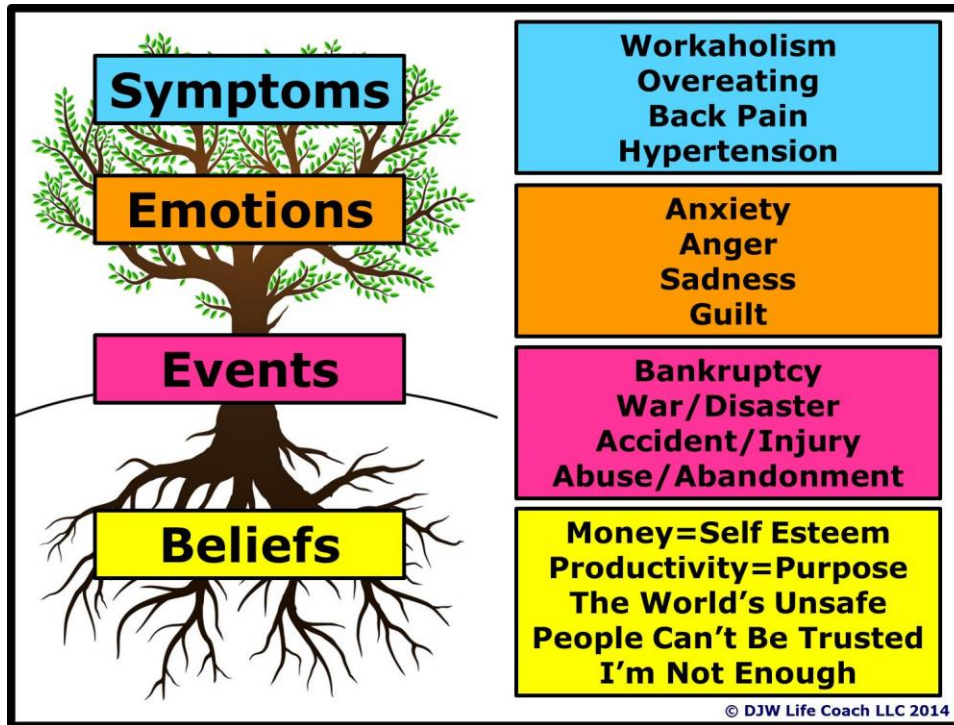 Symptoms
Workaholism
Overeating
Back Pain
Hypertension
Emotions
Anxiety
Anger
Sadness
Guilt
Events
Bankruptcy
War/Disaster
Accident/Injury
Abuse/Abandonment
Beliefs
Money=Self Esteem
Productivity=Purpose
The World’s Unsafe
People Can’t Be Trusted
I’m Not Enough
© DJW Life Coach LLC 2014